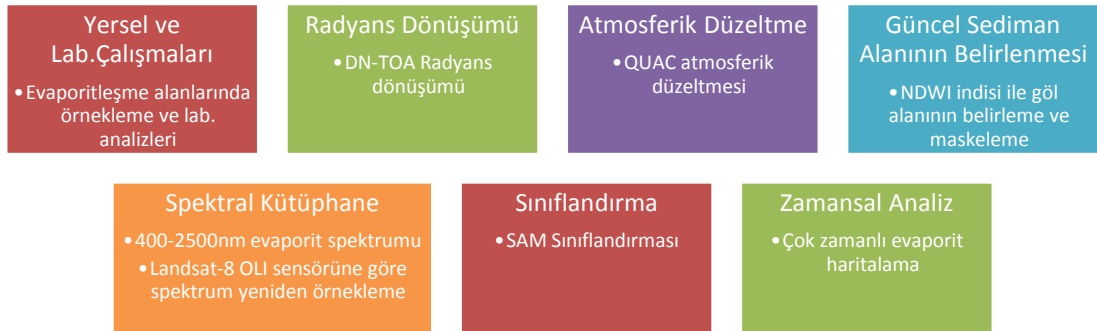 Yersel ve
Lab.Çalışmaları
•Evaporitleşme alanlarında
örnekleme ve lab.
analizleri
Radyans Dönüşümü
•DN-TOA Radyans
dönüşümü
Atmosferik Düzeltme
•QUAC atmosferik
düzeltmesi
Güncel Sediman
Alanının Belirlenmesi
•NDWI indisi ile göl
alanının belirleme ve
maskeleme
Spektral Kütüphane
•400-2500nm evaporit spektrumu
•Landsat-8 OLI sensörüne göre
spektrum yeniden örnekleme
Sınıflandırma
•SAM Sınıflandırması
Zamansal Analiz
•Çok zamanlı evaporit
haritalama